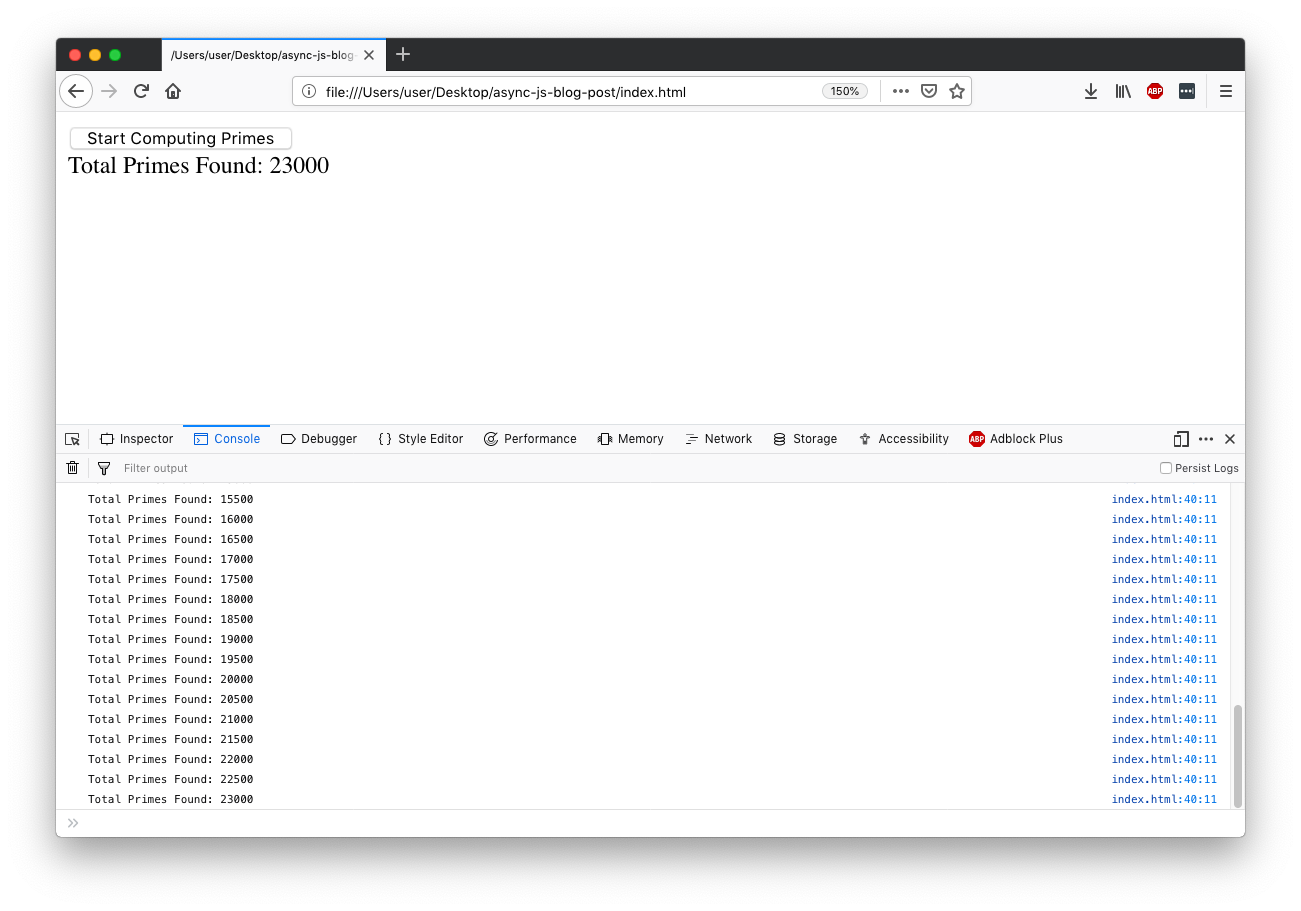 /Users/user/Desktop/async-js-blog-
file:///Users/user/Desktop/async-js-blog-post/index.html 150% ABP
Start Computing Primes
Total Primes Found: 23000
Inspector Console Debugger { } Style Editor Performance Memory Network Storage Accessibility ABP Adblock Plus
Filter output Persist Logs
Total Primes Found: 15500 index.html:40:11
Total Primes Found: 16000 index.html:40:11
Total Primes Found: 16500 index.html:40:11
Total Primes Found: 17000 index.html:40:11
Total Primes Found: 17500 index.html:40:11
Total Primes Found: 18000 index.html:40:11
Total Primes Found: 18500 index.html:40:11
Total Primes Found: 19000 index.html:40:11
Total Primes Found: 19500 index.html:40:11
Total Primes Found: 20000 index.html:40:11
Total Primes Found: 20500 index.html:40:11
Total Primes Found: 21000 index.html:40:11
Total Primes Found: 21500 index.html:40:11
Total Primes Found: 22000 index.html:40:11
Total Primes Found: 22500 index.html:40:11
Total Primes Found: 23000 index.html:40:11